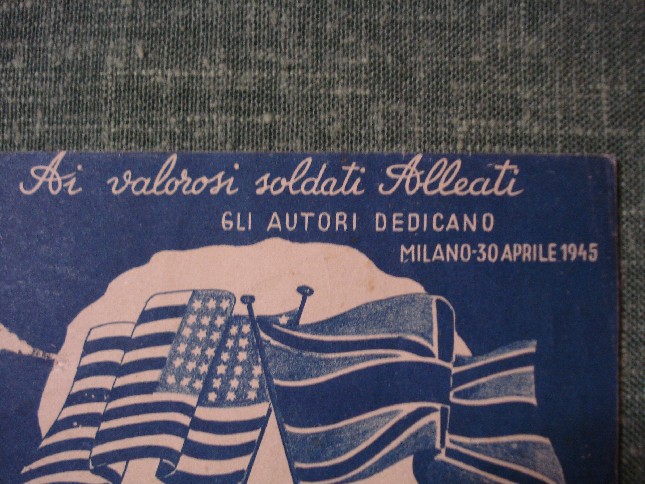 Ai valorosi soldati Alleati
GLI AUTORI DEDICANO
MILANO-30 APRILE 1945